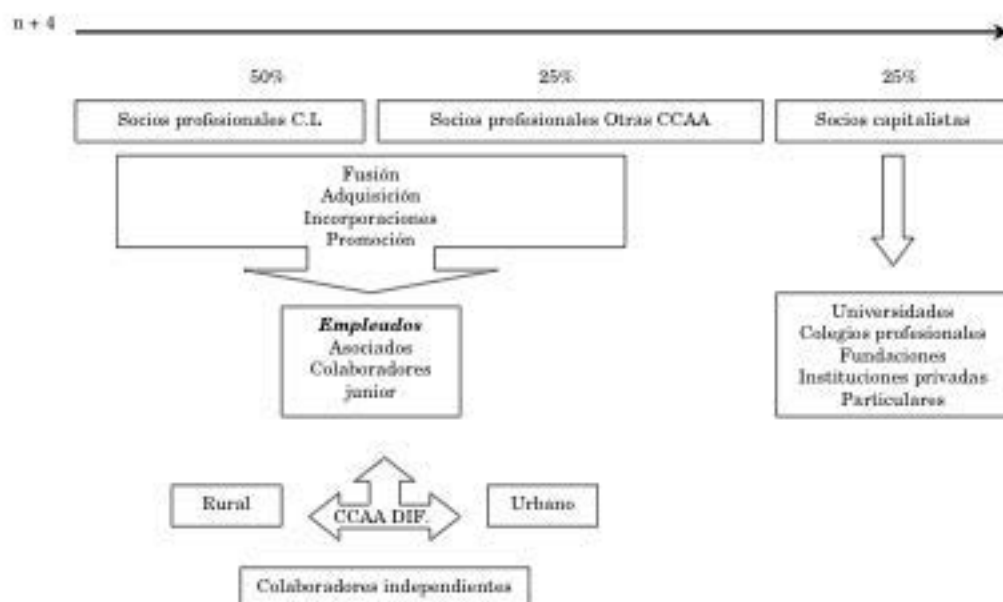 n + 4
50% 25% 25%
Socios profesionales C.L. Socios profesionales Otras CCAA Socios capitalistas
Fusión
Adquisición
Incorporaciones
Promoción
Empleados
Asociados
Colaboradores
junior
Universidades
Colegios profesionales
Fundaciones
Instituciones privadas
Particulares
Rural CCAA DIF. Urbano
Colaboradores independientes